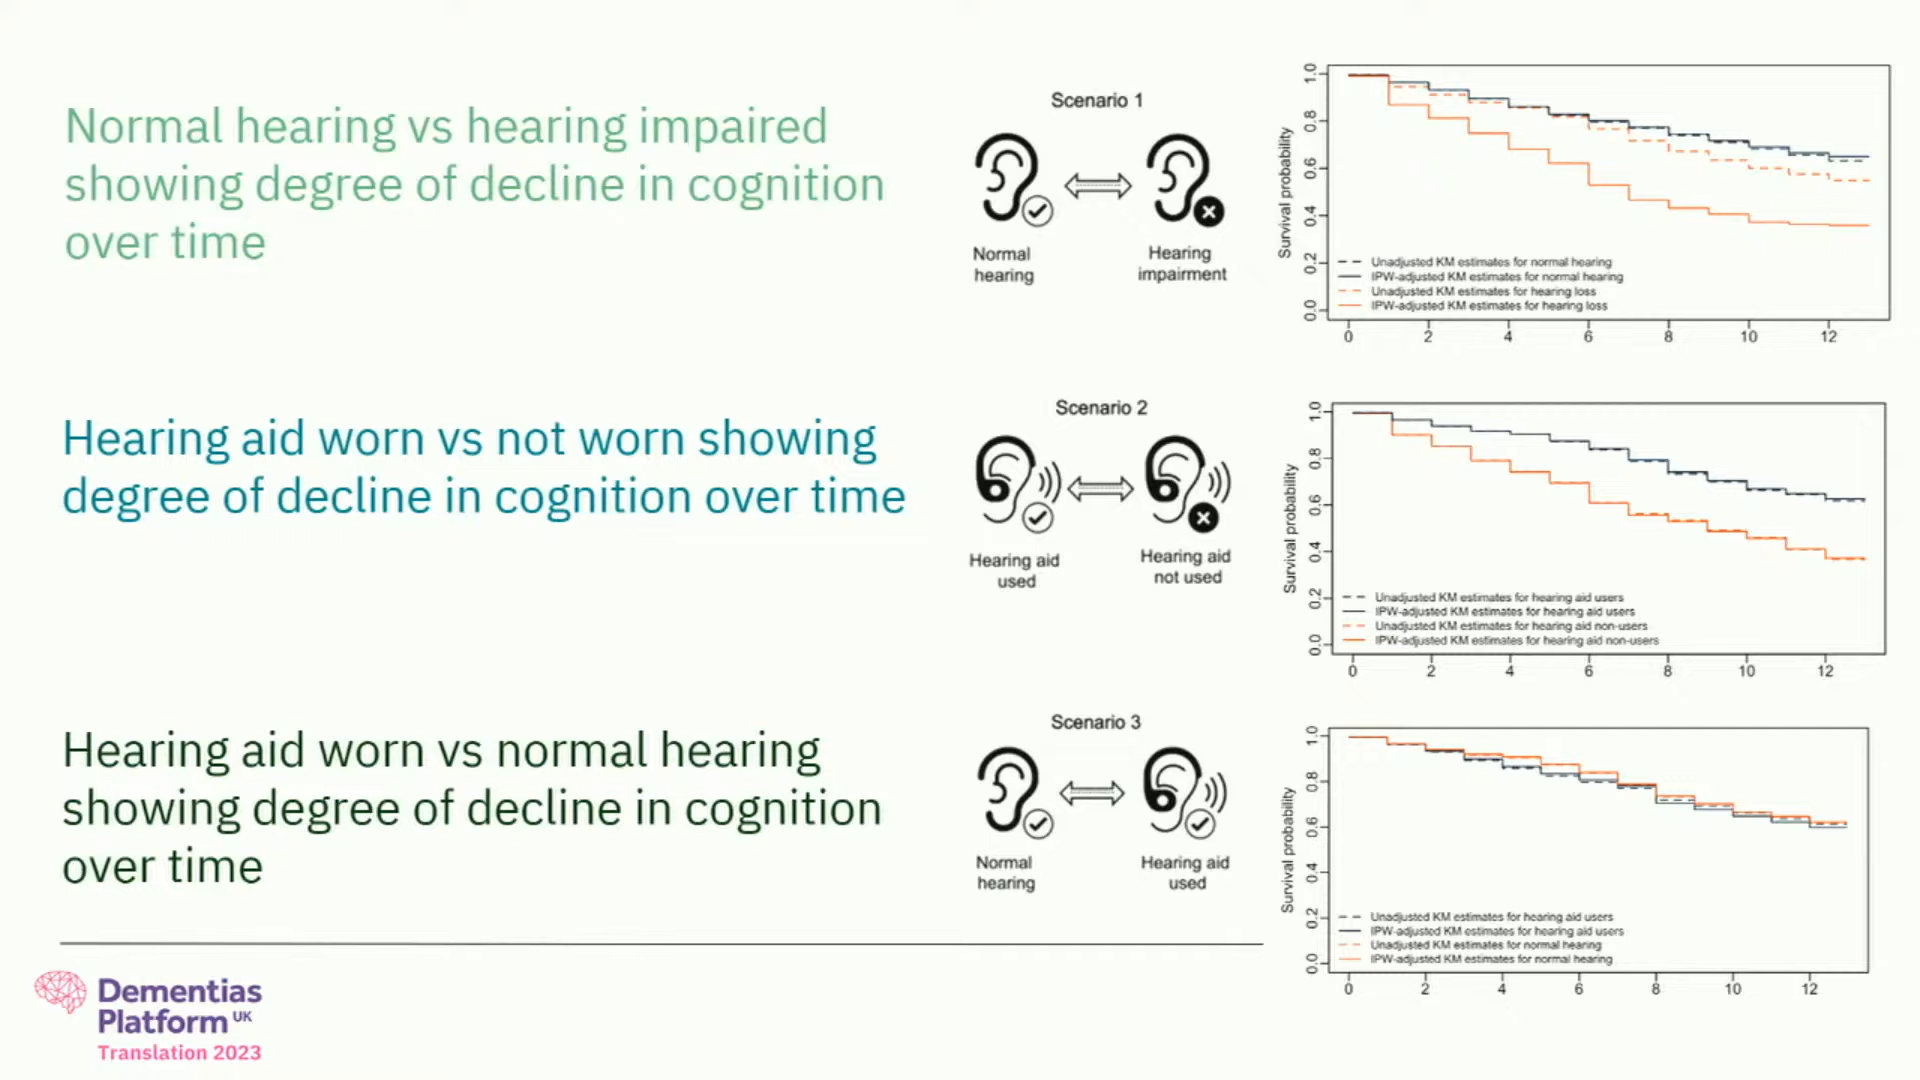 Normal hearing vs hearing impaired
showing degree of decline in cognition
over time
Scenario 1
Normal
hearing
Hearing
impairment
Survival probability
1.0
0.8
0.6
0.4
0.2
0.0
Unadjusted KM estimates for normal hearing
IPW-adjusted KM estimates for normal hearing
Unadjusted KM estimates for hearing loss
IPW-adjusted KM estimates for hearing loss
0 2 4 6 8 10 12
Hearing aid worn vs not worn showing
degree of decline in cognition over time
Scenario 2
Hearing aid
used
Hearing aid
not used
Survival probability
1.0
0.8
0.6
0.4
0.2
0.0
Unadjusted KM estimates for hearing aid users
IPW-adjusted KM estimates for hearing aid users
Unadjusted KM estimates for hearing aid non-users
IPW-adjusted KM estimates for hearing aid non-users
0 2 4 6 8 10 12
Hearing aid worn vs normal hearing
showing degree of decline in cognition
over time
Scenario 3
Normal
hearing
Hearing aid
used
Survival probability
1.0
0.8
0.6
0.4
0.2
0.0
Unadjusted KM estimates for hearing aid users
IPW-adjusted KM estimates for hearing aid users
Unadjusted KM estimates for normal hearing
IPW-adjusted KM estimates for normal hearing
0 2 4 6 8 10 12
Dementias
Platform UK
Translation 2023